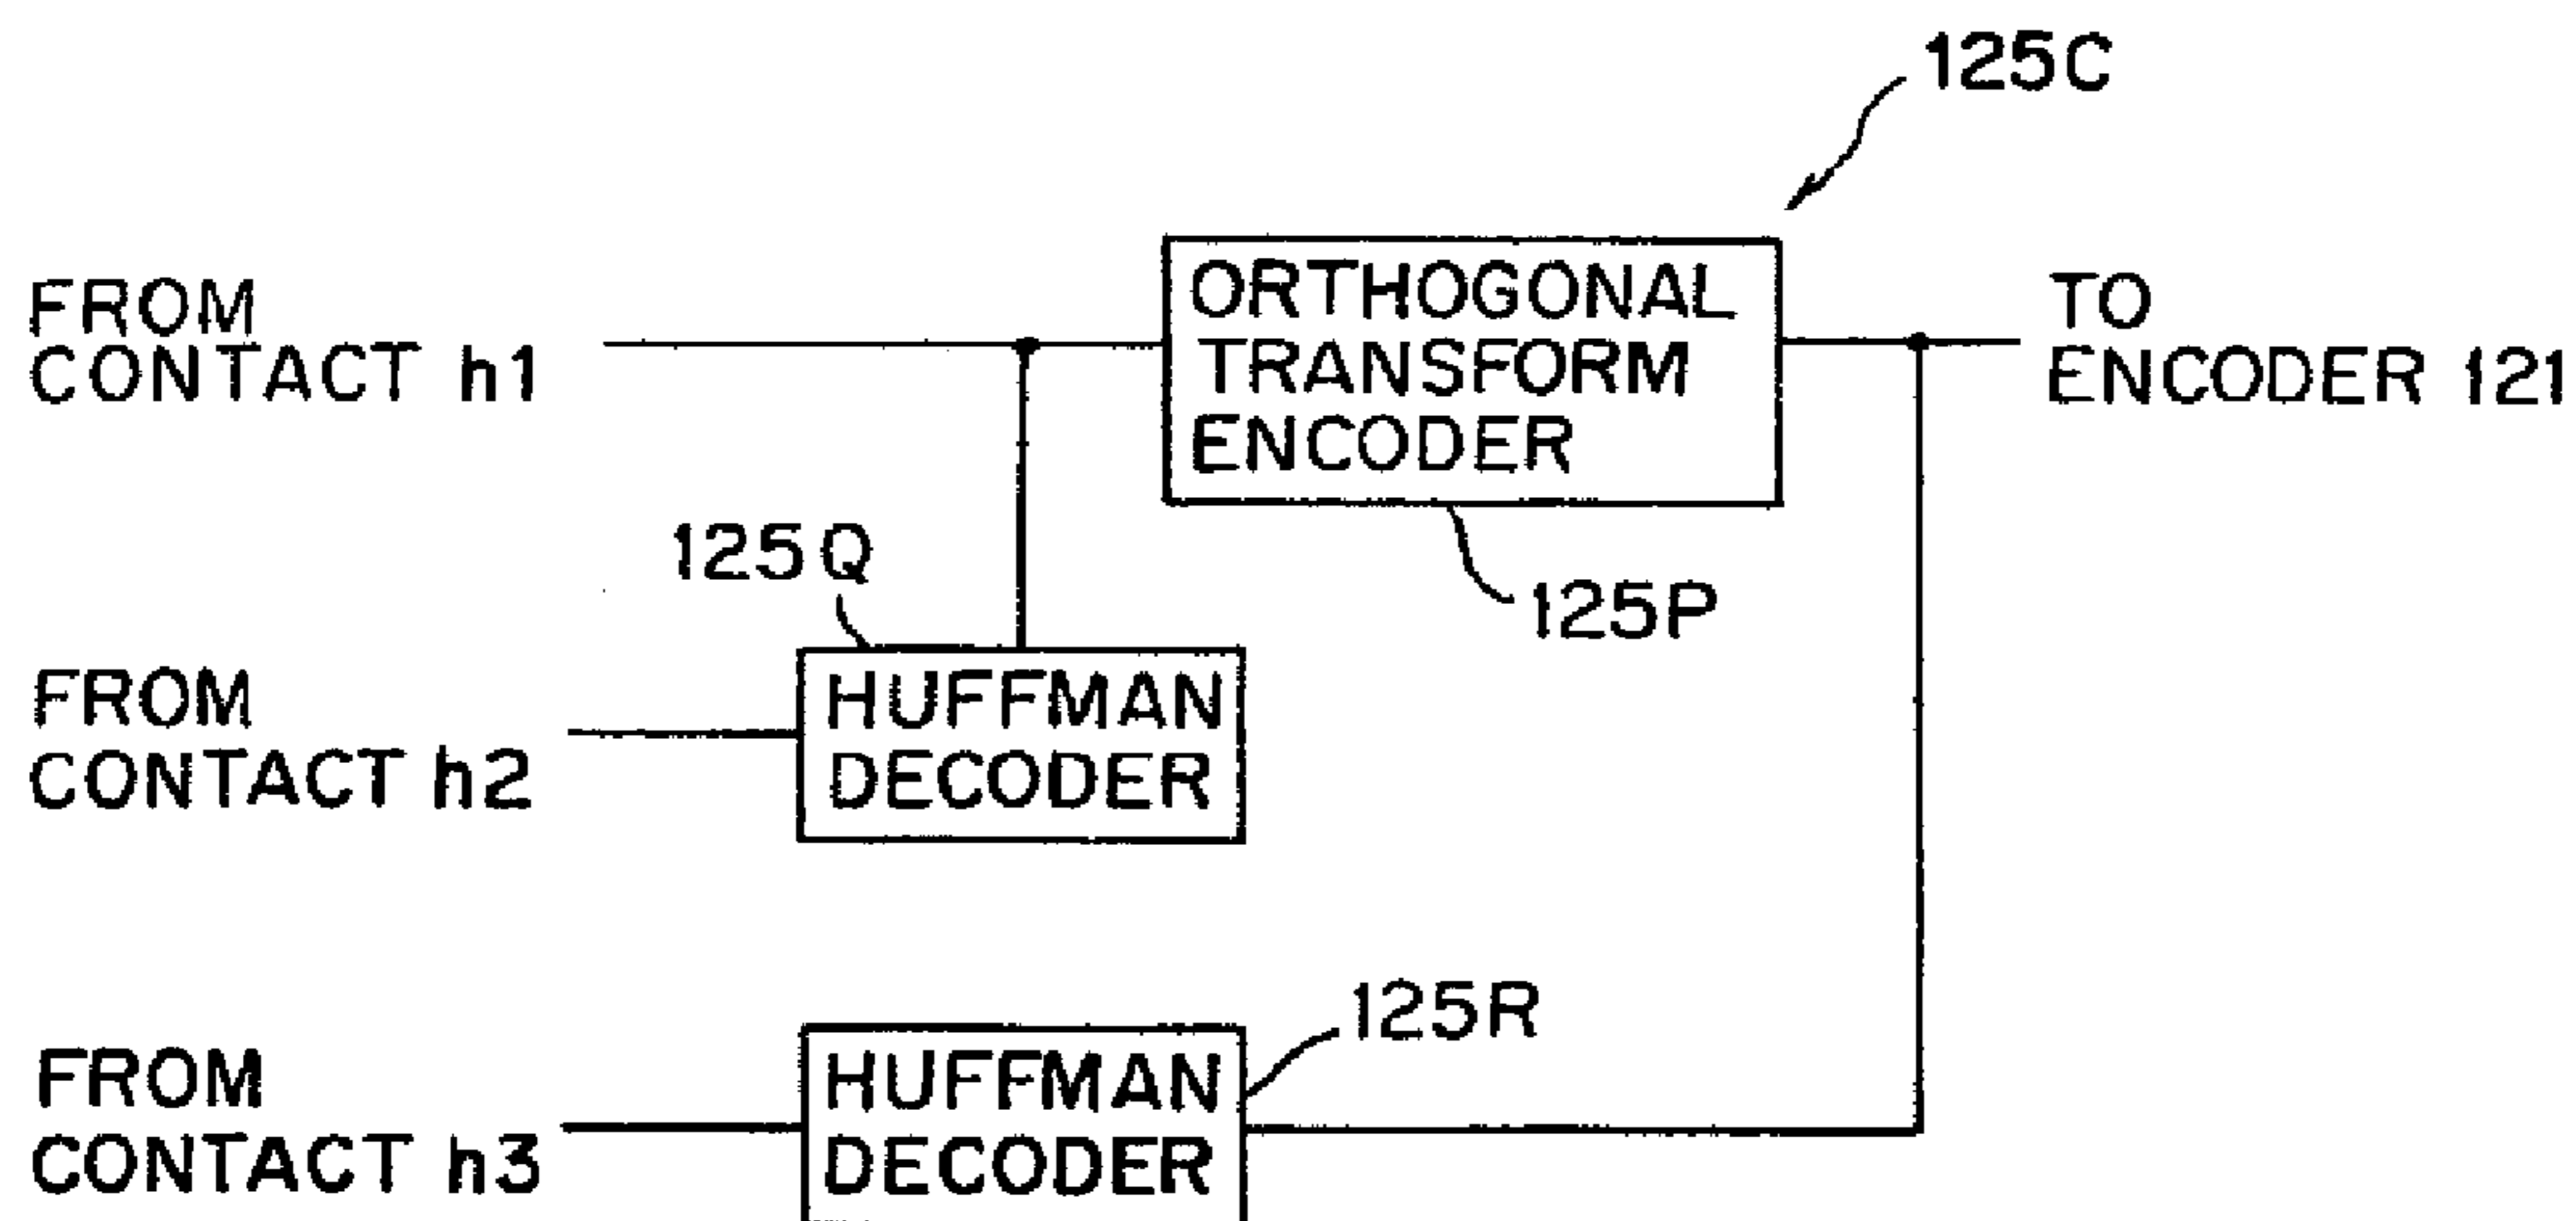 125C
FROM
CONTACT h1
ORTHOGONAL
TRANSFORM
ENCODER
TO
ENCODER 121
125Q
125P
FROM
CONTACT h2
HUFFMAN
DECODER
125R
FROM
CONTACT h3
HUFFMAN
DECODER